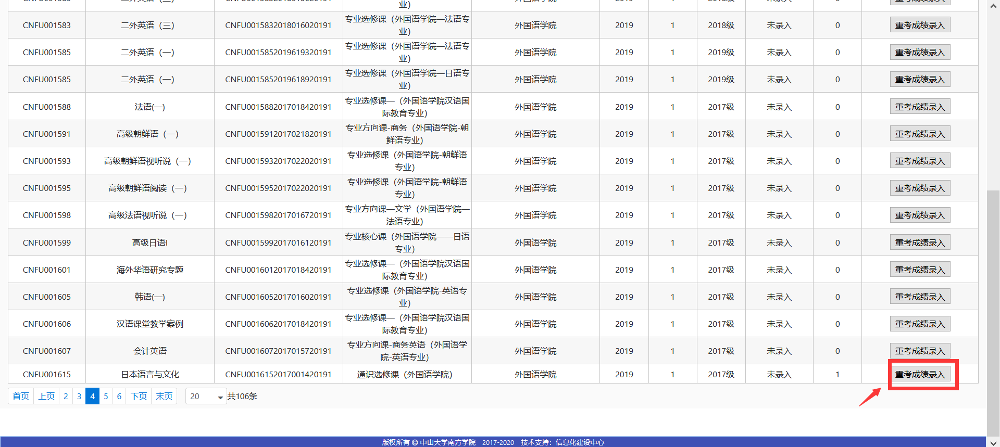 业）
CNFU001583 二外英语（三） CNFU0015832018016020191 专业选修课（外国语学院—法语专业） 外国语学院 2019 1 2018级 未录入 0 重考成绩录入
CNFU001585 二外英语（一） CNFU0015852019619320191 专业选修课（外国语学院—法语专业） 外国语学院 2019 1 2019级 未录入 0 重考成绩录入
CNFU001585 二外英语（一） CNFU0015852019618920191 专业选修课（外国语学院—日语专业） 外国语学院 2019 1 2019级 未录入 0 重考成绩录入
CNFU001588 法语(一) CNFU0015882017018420191 专业选修课—（外国语学院汉语国际教育专业） 外国语学院 2019 1 2017级 未录入 0 重考成绩录入
CNFU001591 高级朝鲜语（一） CNFU0015912017021820191 专业方向课-商务（外国语学院-朝鲜语专业） 外国语学院 2019 1 2017级 未录入 0 重考成绩录入
CNFU001593 高级朝鲜语视听说（一） CNFU0015932017022020191 专业选修课（外国语学院-朝鲜语专业） 外国语学院 2019 1 2017级 未录入 0 重考成绩录入
CNFU001595 高级朝鲜语阅读（一） CNFU0015952017022020191 专业选修课（外国语学院-朝鲜语专业） 外国语学院 2019 1 2017级 未录入 0 重考成绩录入
CNFU001598 高级法语视听说（一） CNFU0015982017016720191 专业方向课—文学（外国语学院—法语专业） 外国语学院 2019 1 2017级 未录入 0 重考成绩录入
CNFU001599 高级日语I CNFU0015992017016120191 专业核心课（外国语学院——日语专业） 外国语学院 2019 1 2017级 未录入 0 重考成绩录入
CNFU001601 海外华语研究专题 CNFU0016012017018420191 专业选修课—（外国语学院汉语国际教育专业） 外国语学院 2019 1 2017级 未录入 0 重考成绩录入
CNFU001605 韩语(一) CNFU0016052017016020191 专业选修课（外国语学院-英语专业） 外国语学院 2019 1 2017级 未录入 0 重考成绩录入
CNFU001606 汉语课堂教学案例 CNFU0016062017018420191 专业选修课—（外国语学院汉语国际教育专业） 外国语学院 2019 1 2017级 未录入 0 重考成绩录入
CNFU001607 会计英语 CNFU0016072017015720191 专业方向课-商务英语（外国语学院-英语专业） 外国语学院 2019 1 2017级 未录入 0 重考成绩录入
CNFU001615 日本语言与文化 CNFU0016152017001420191 通识选修课（外国语学院） 外国语学院 2019 1 2017级 未录入 1 重考成绩录入
首页 上页 2 3 4 5 6 下页 末页 20 共106条
版权所有 © 中山大学南方学院 2017-2020 技术支持：信息化建设中心